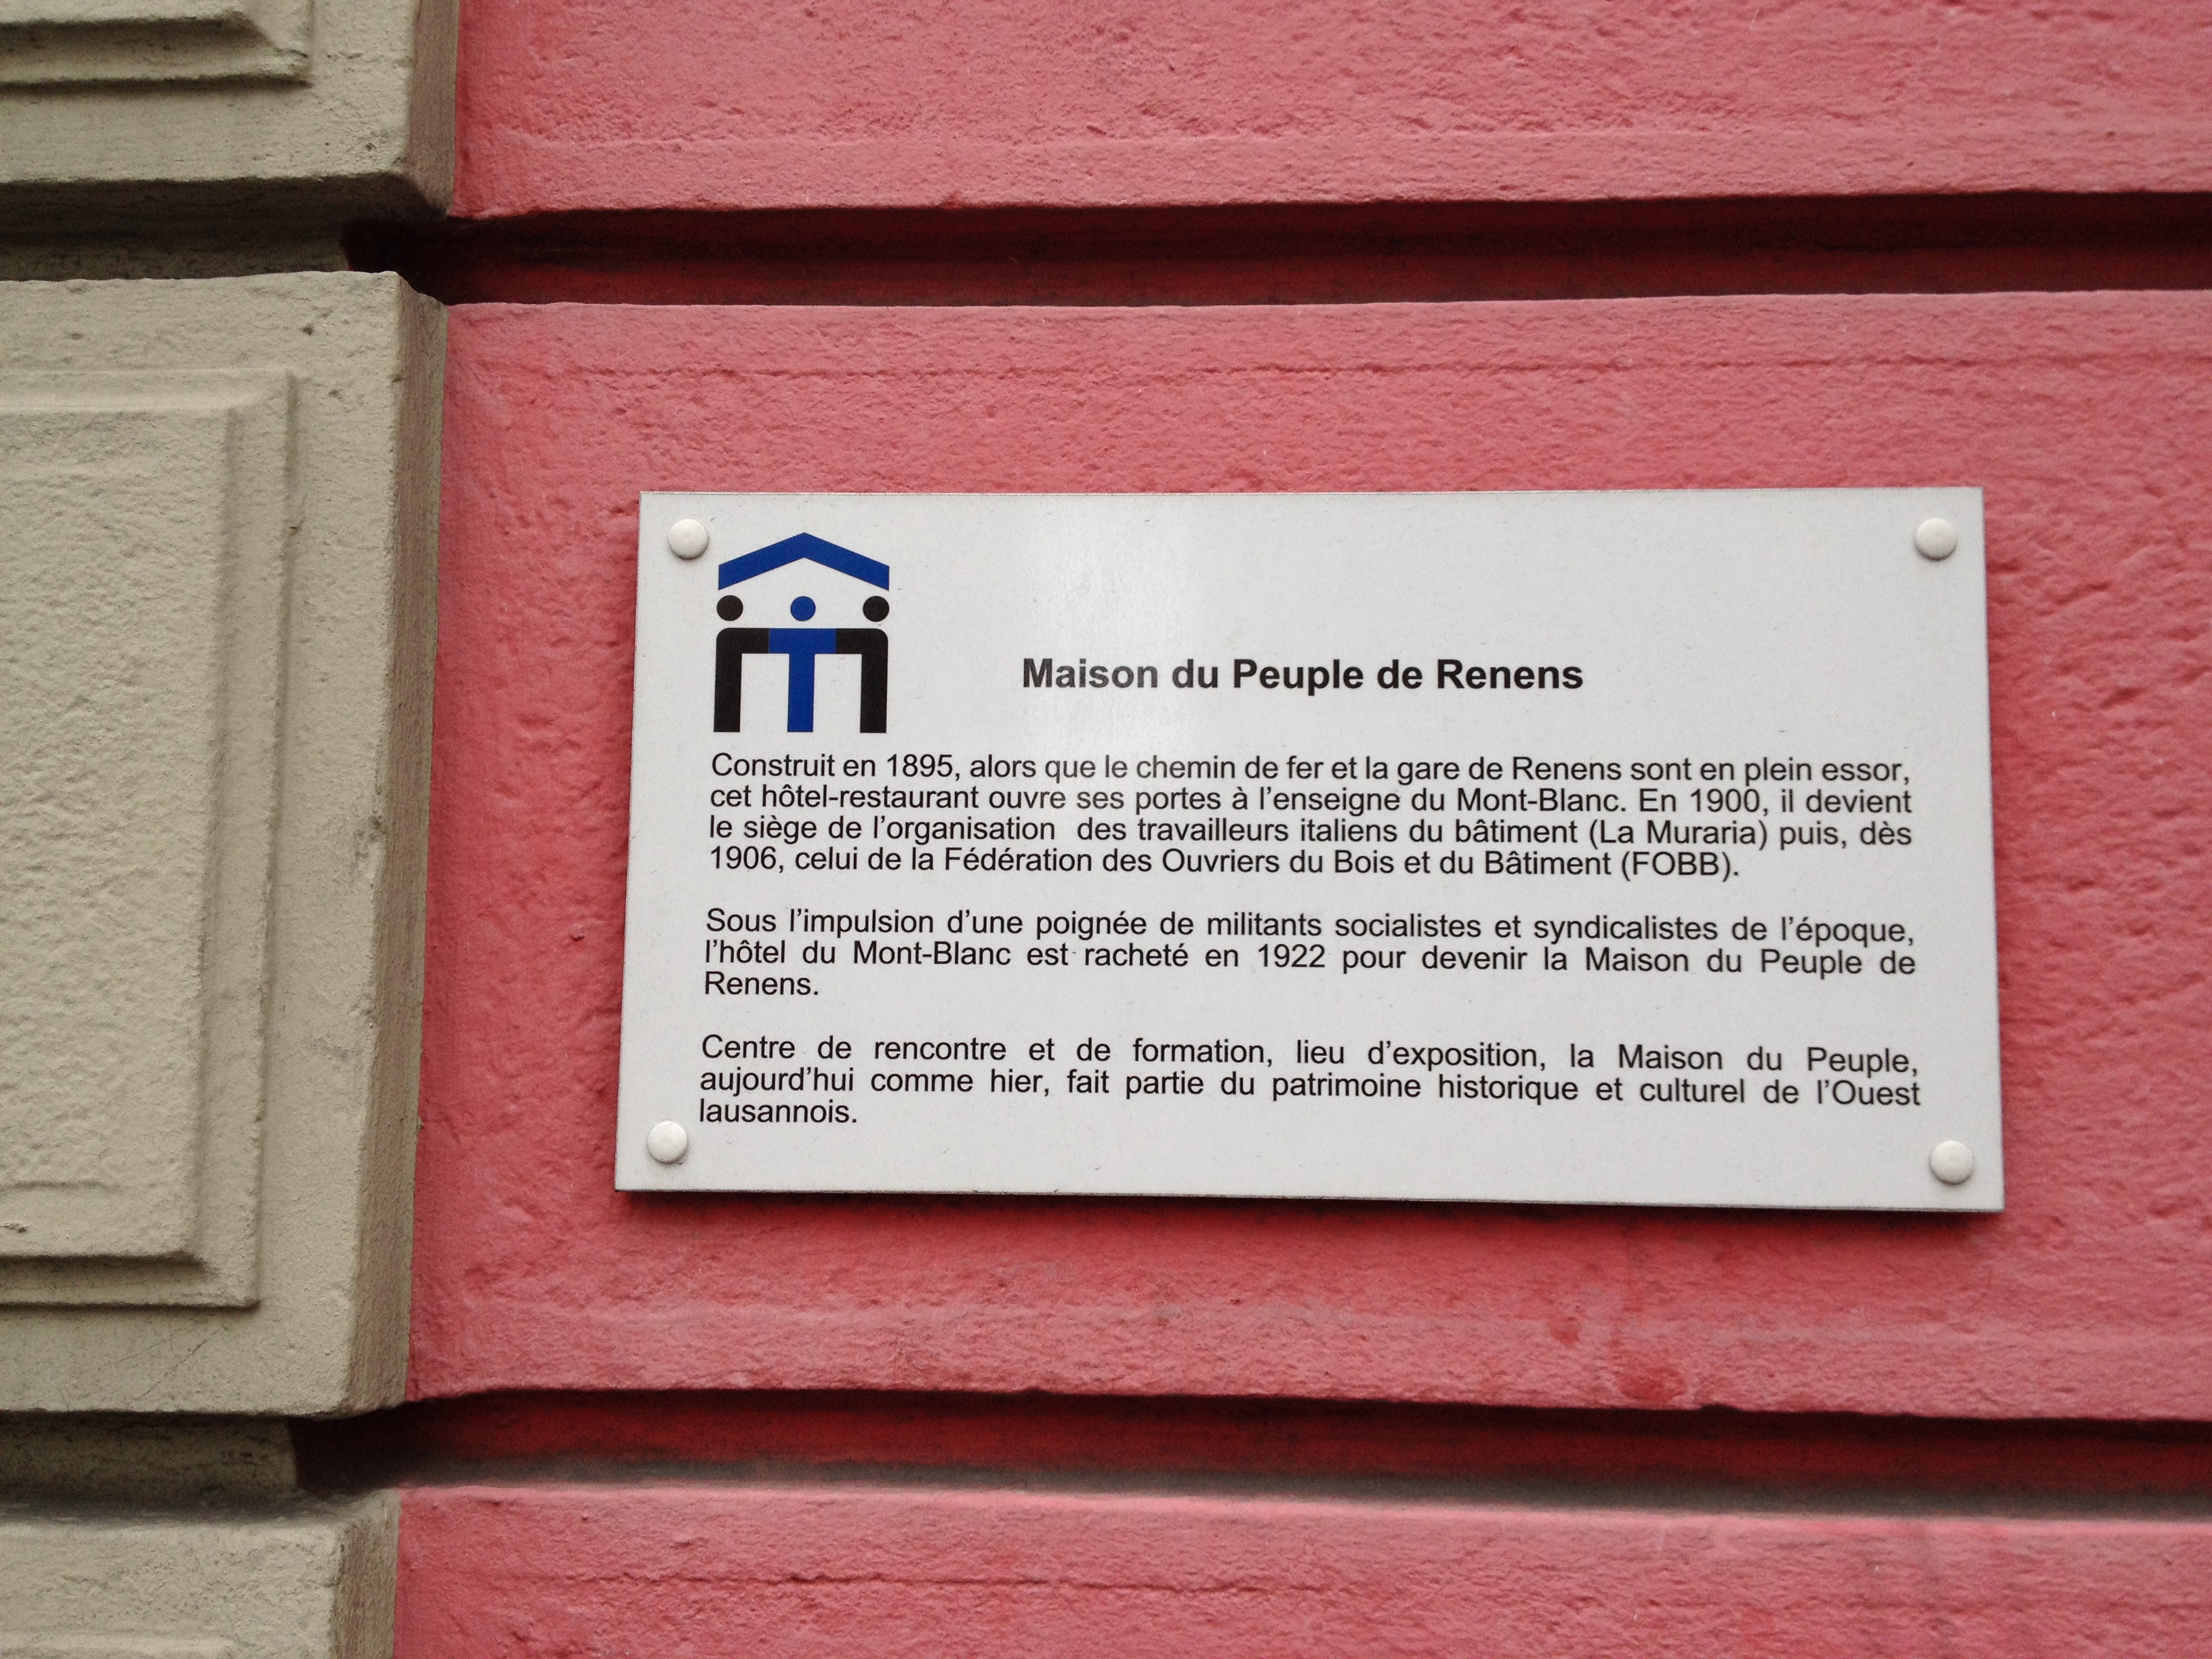 Maison du Peuple de Renens
Construit en 1895, alors que le chemin de fer et la gare de Renens sont en plein essor,
cet hôtel-restaurant ouvre ses portes à l’enseigne du Mont-Blanc. En 1900, il devient
le siège de l’organisation  des travailleurs italiens du bâtiment (La Muraria) puis, dès
1906, celui de la Fédération des Ouvriers du Bois et du Bâtiment (FOBB).
Sous l’impulsion d’une poignée de militants socialistes et syndicalistes de l’époque,
l’hôtel du Mont-Blanc est racheté en 1922 pour devenir la Maison du Peuple de
Renens.
Centre de rencontre et de formation, lieu d’exposition, la Maison du Peuple,
aujourd’hui comme hier, fait partie du patrimoine historique et culturel de l’Ouest
lausannois.